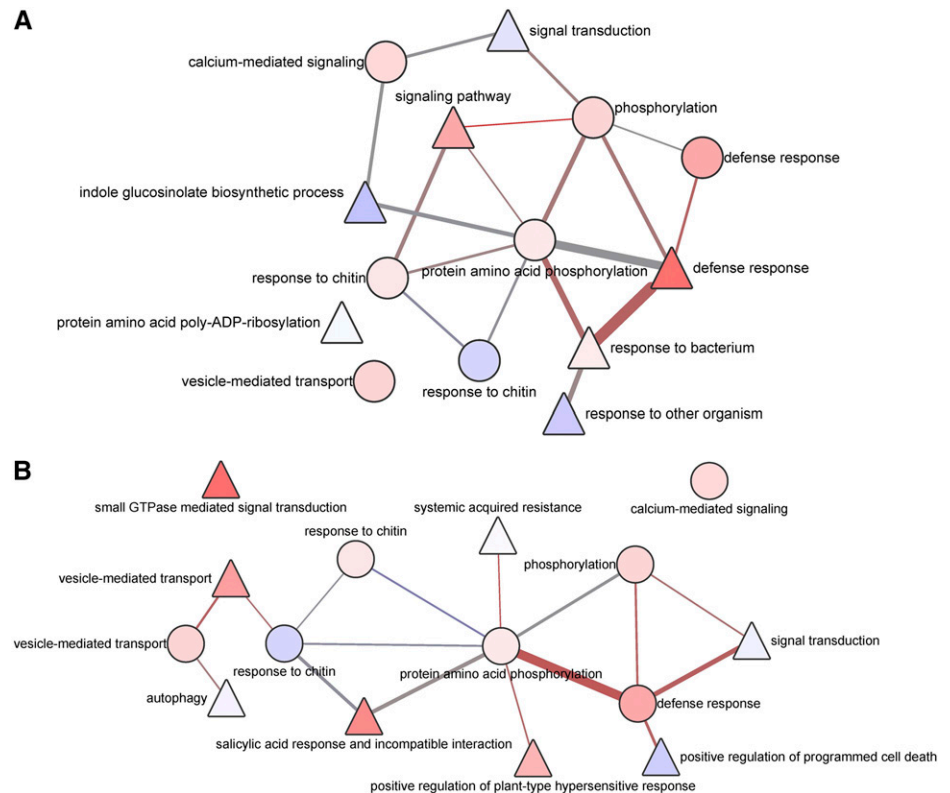 A
signal transduction
calcium-mediated signaling
signaling pathway
phosphorylation
defense response
indole glucosinolate biosynthetic process
response to chitin
protein amino acid phosphorylation
defense response
protein amino acid poly-ADP-ribosylation
response to bacterium
vesicle-mediated transport
response to chitin
response to other organism
B
small GTPase mediated signal transduction
systemic acquired resistance
calcium-mediated signaling
response to chitin
vesicle-mediated transport
phosphorylation
vesicle-mediated transport
response to chitin
protein amino acid phosphorylation
signal transduction
autophagy
defense response
salicylic acid response and incompatible interaction
positive regulation of programmed cell death
positive regulation of plant-type hypersensitive response